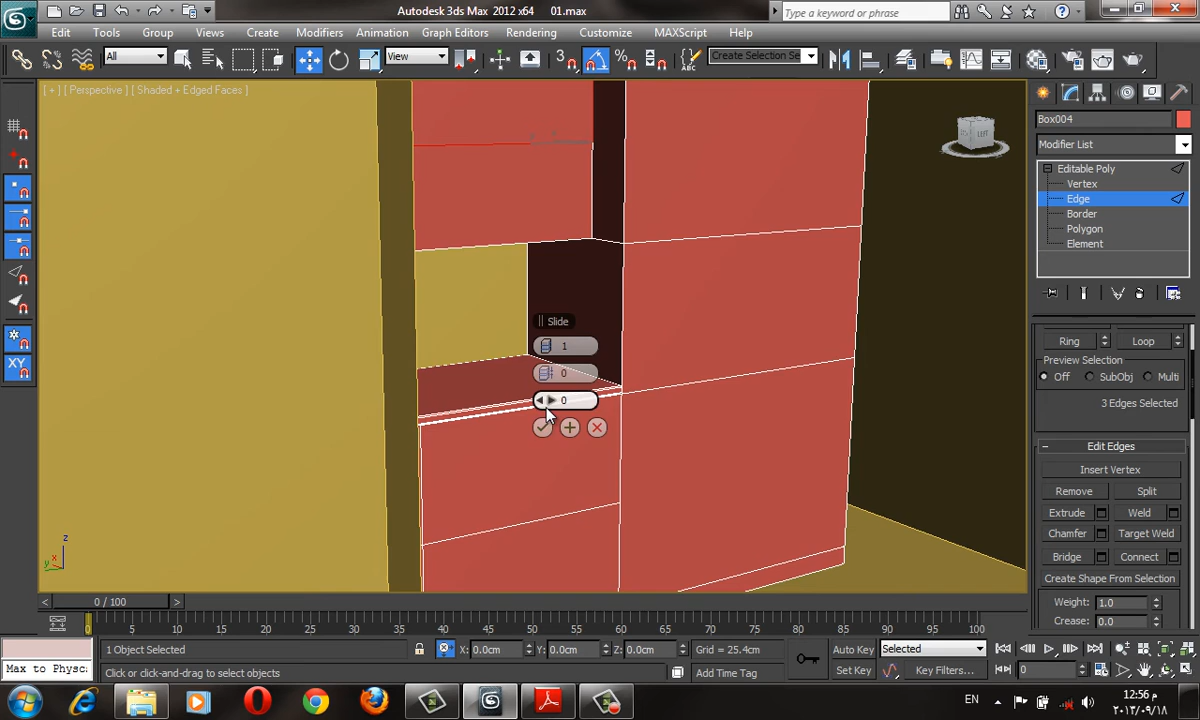 Autodesk 3ds Max 2012 x64    01.max
Type a keyword or phrase
Edit Tools Group Views Create Modifiers Animation Graph Editors Rendering Customize MAXScript Help
All View 3 Create Selection Se
[ + ] [ Perspective ] [ Shaded + Edged Faces ]
LEFT
Box004
Modifier List
Editable Poly
Vertex
Edge
Border
Polygon
Element
Ring Loop
Preview Selection
Off SubObj Multi
3 Edges Selected
Edit Edges
Insert Vertex
Remove Split
Extrude Weld
Chamfer Target Weld
Bridge Connect
Create Shape From Selection
Weight: 1.0
Crease: 0.0
Slide
1
0
0
z
x
y
XY
0 / 100
0 5 10 15 20 25 30 35 40 45 50 55 60 65 70 75 80 85 90 95 100
1 Object Selected X: 0.0cm Y: 0.0cm Z: 0.0cm Grid = 25.4cm Auto Key Selected
Max to Physc Click or click-and-drag to select objects Add Time Tag Set Key Key Filters... 0
EN
12:56 م
٢٠١٣/٠٩/١٨